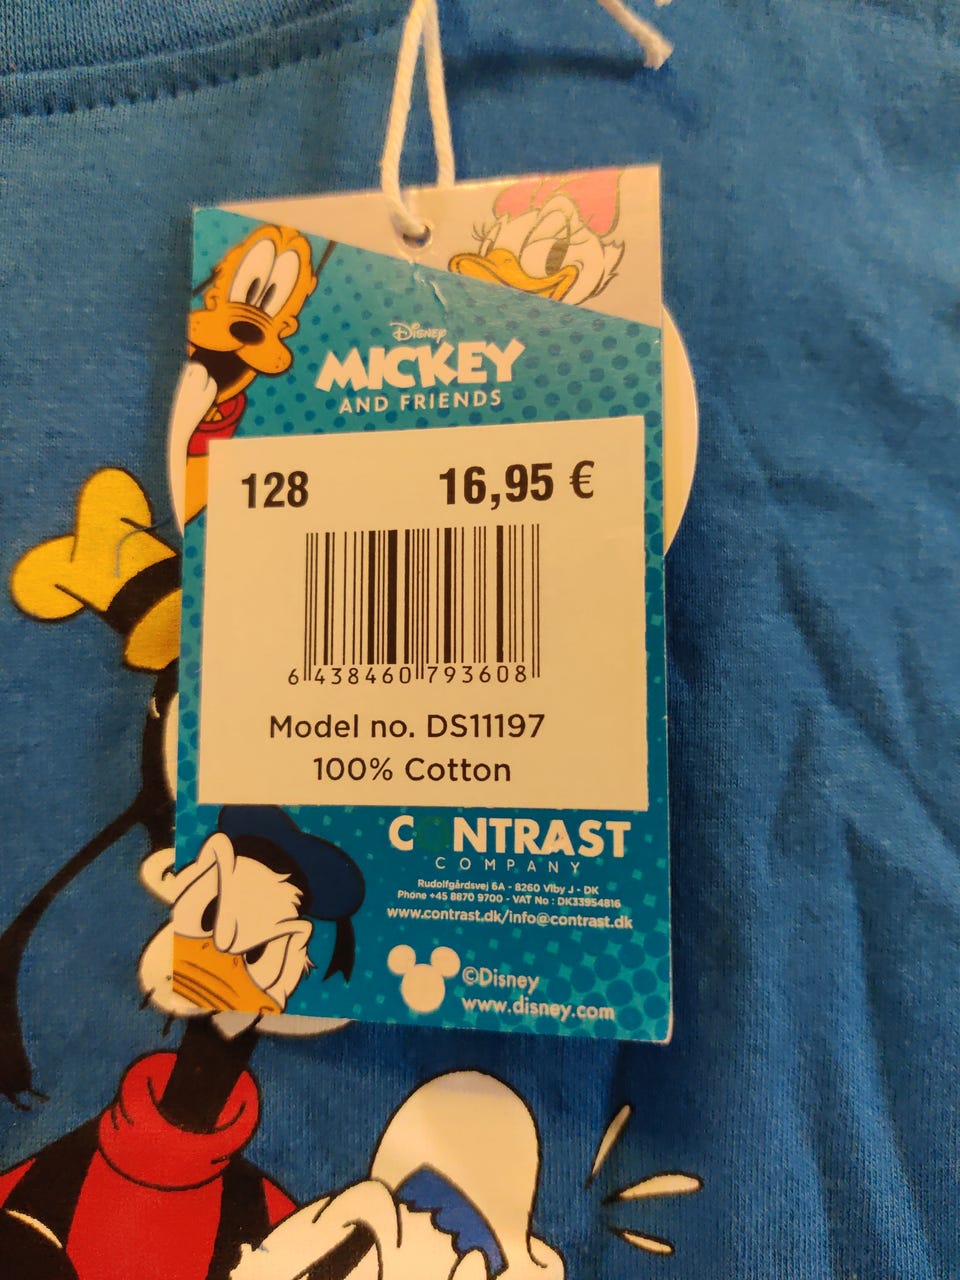 Disney
MICKEY
AND FRIENDS
128 16,95 €
6 438460 793608
Model no. DS11197
100% Cotton
CONTRAST
COMPANY
Rudolfgårdsvej 6A - 8260 Viby J - DK
Phone +45 8870 9700 - VAT No : DK33954816
www.contrast.dk/info@contrast.dk
©Disney
www.disney.com